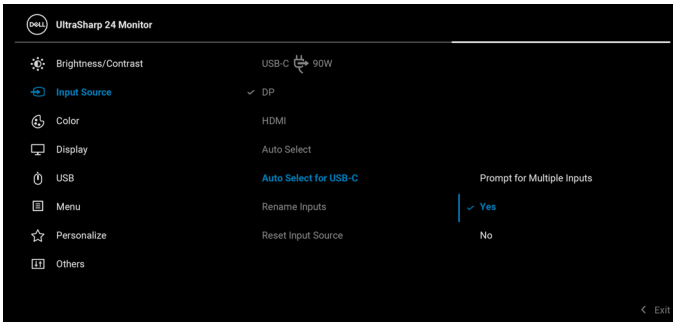 DELL UltraSharp 24 Monitor
Brightness/Contrast USB-C 90W
Input Source DP
Color HDMI
Display Auto Select
USB Auto Select for USB-C Prompt for Multiple Inputs
Menu Rename Inputs Yes
Personalize Reset Input Source No
Others
Exit